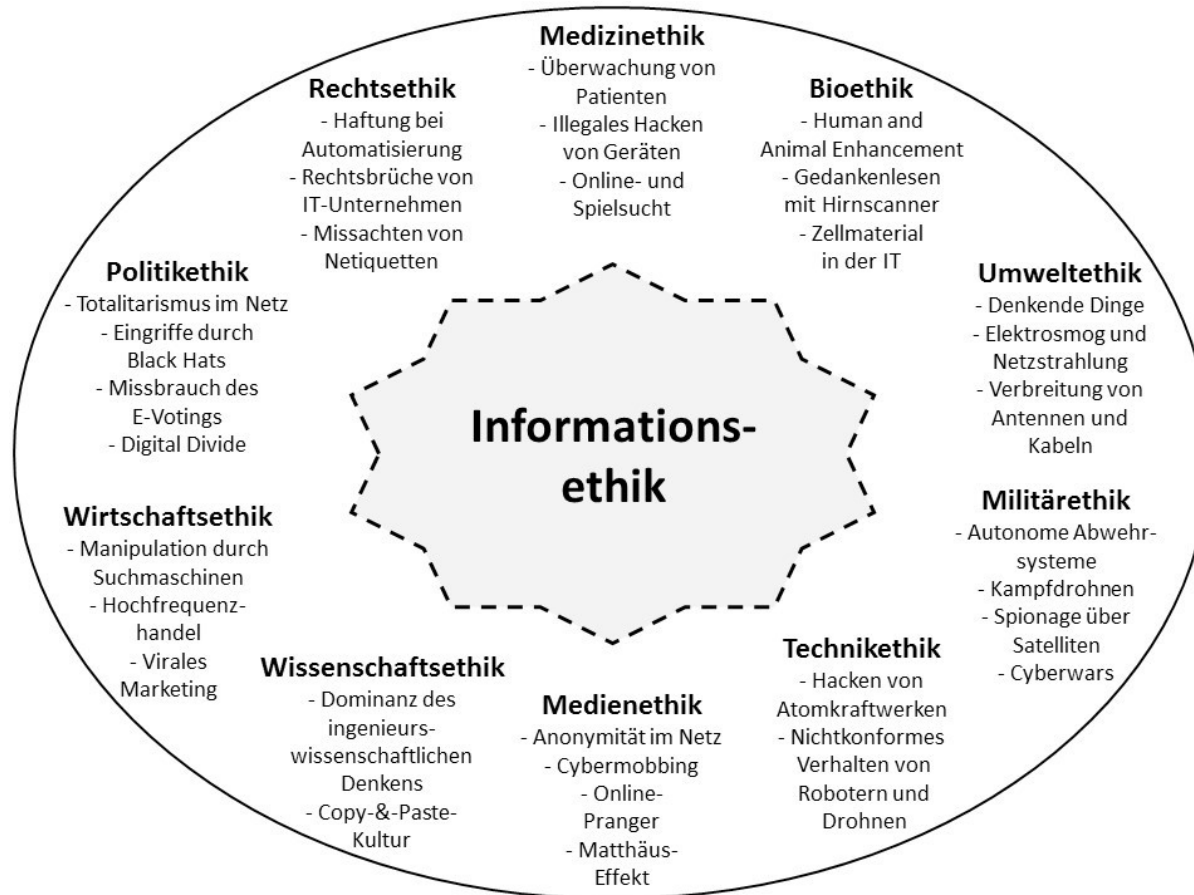 Medizinethik
- Überwachung von
Patienten
- Illegales Hacken
von Geräten
- Online- und
Spielsucht
Rechtsethik
- Haftung bei
Automatisierung
- Rechtsbrüche von
IT-Unternehmen
- Missachten von
Netiquetten
Bioethik
- Human and
Animal Enhancement
- Gedankenlesen
mit Hirnscanner
- Zellmaterial
in der IT
Politikethik
- Totalitarismus im Netz
- Eingriffe durch
Black Hats
- Missbrauch des
E-Votings
- Digital Divide
Umweltethik
- Denkende Dinge
- Elektrosmog und
Netzstrahlung
- Verbreitung von
Antennen und
Kabeln
Informations-
ethik
Wirtschaftsethik
- Manipulation durch
Suchmaschinen
- Hochfrequenz-
handel
- Virales
Marketing
Militärethik
- Autonome Abwehr-
systeme
- Kampfdrohnen
- Spionage über
Satelliten
- Cyberwars
Wissenschaftsethik
- Dominanz des
ingenieurs-
wissenschaftlichen
Denkens
- Copy-&-Paste-
Kultur
Medienethik
- Anonymität im Netz
- Cybermobbing
- Online-
Pranger
- Matthäus-
Effekt
Technikethik
- Hacken von
Atomkraftwerken
- Nichtkonformes
Verhalten von
Robotern und
Drohnen